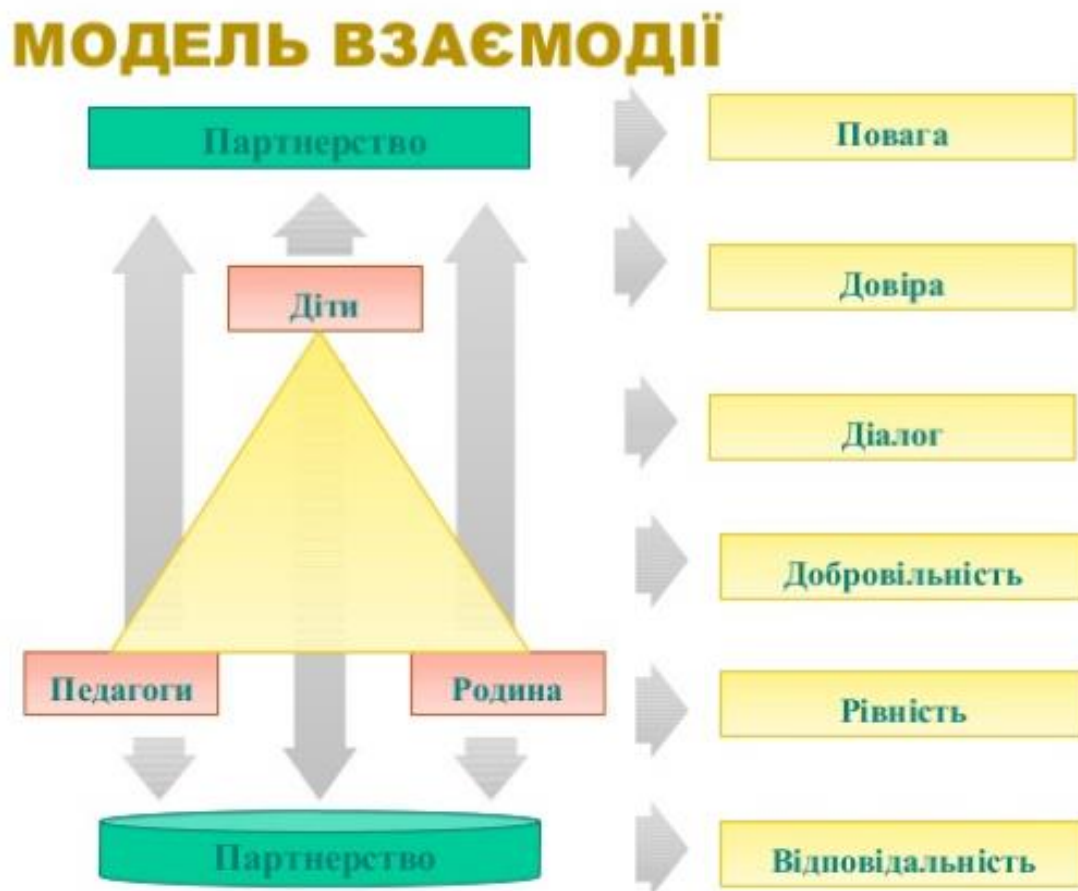 МОДЕЛЬ ВЗАЄМОДІЇ
Партнерство
Діти
Педагоги
Родина
Партнерство
Повага
Довіра
Діалог
Добровільність
Рівність
Відповідальність